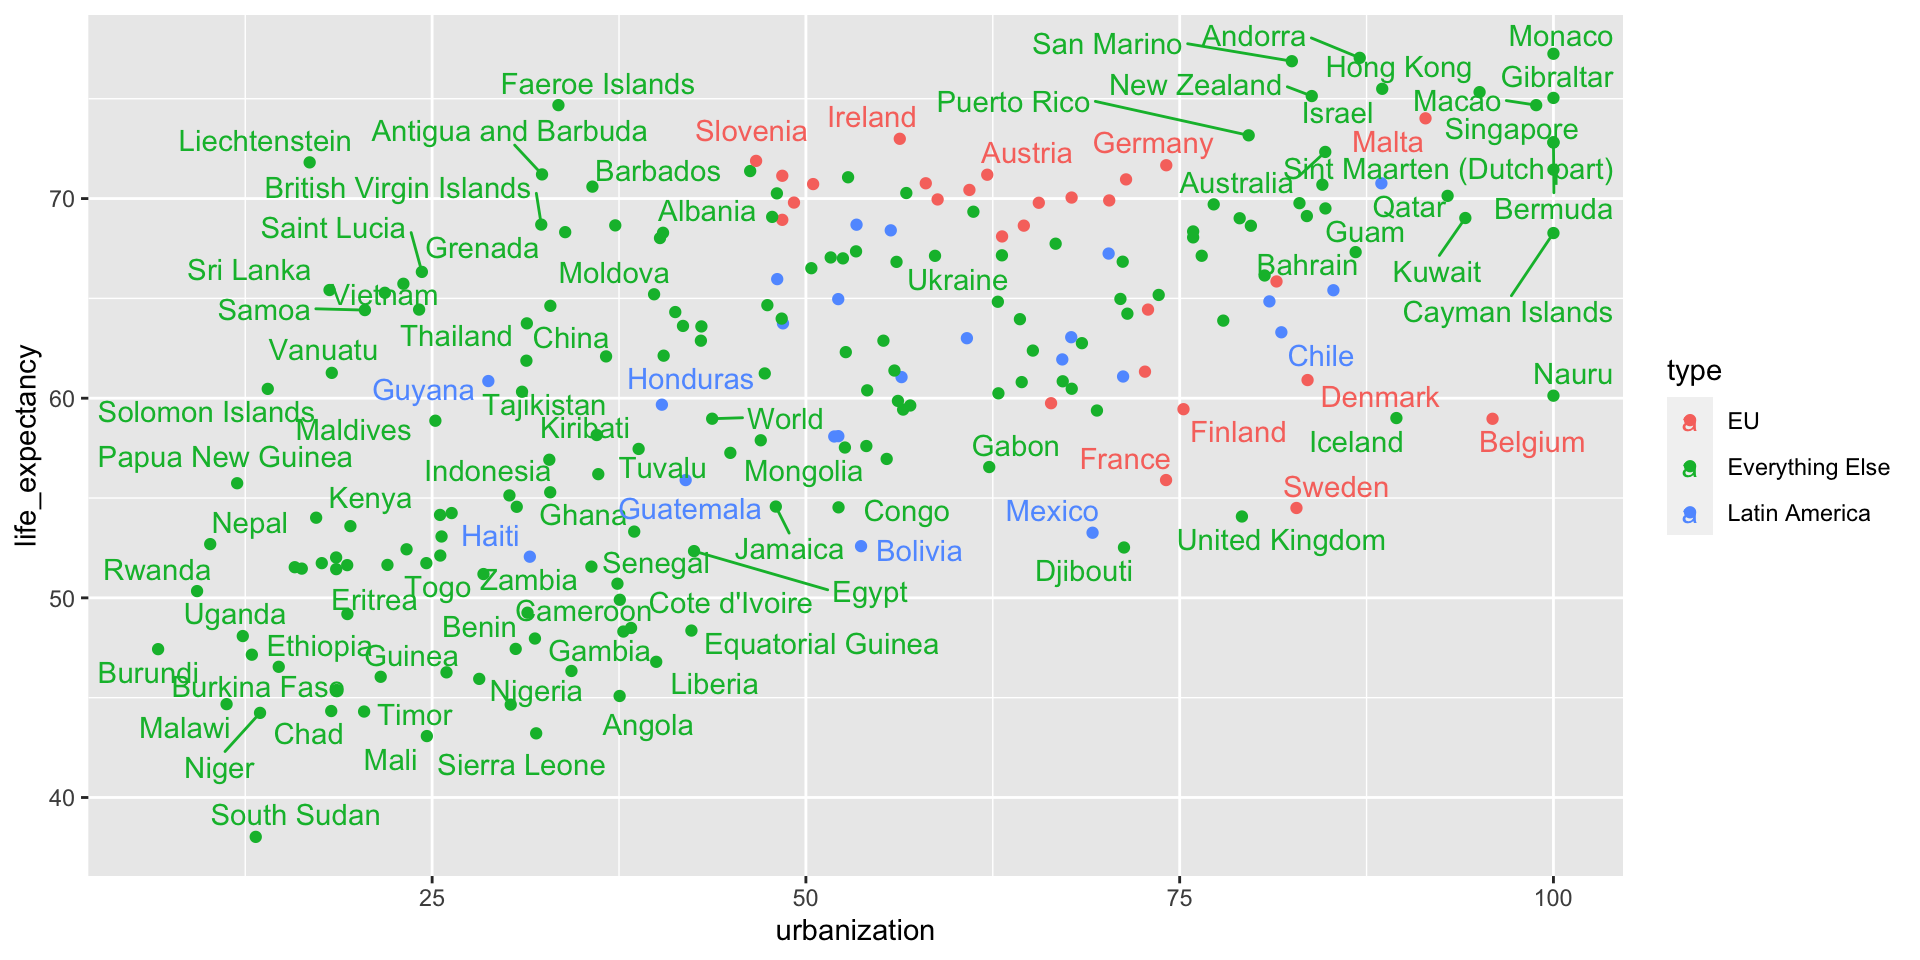 San Marino
Andorra
Monaco
Hong Kong
Gibraltar
Faeroe Islands
New Zealand
Puerto Rico
Macao
Israel
Ireland
Slovenia
Antigua and Barbuda
Singapore
Liechtenstein
Germany
Malta
Austria
Barbados
Sint Maarten (Dutch part)
British Virgin Islands
Australia
Albania
Qatar
Bermuda
Saint Lucia
Guam
Grenada
Sri Lanka
Moldova
Ukraine
Bahrain
Kuwait
Vietnam
Samoa
Cayman Islands
Thailand
China
Vanuatu
Chile
Nauru
Guyana
Honduras
Denmark
Solomon Islands
Tajikistan
World
Maldives
Kiribati
Finland
Iceland
Belgium
Gabon
Papua New Guinea
France
Indonesia
Tuvalu
Mongolia
Sweden
Kenya
Guatemala
Ghana
Congo
Mexico
Nepal
Haiti
Jamaica
Bolivia
United Kingdom
Rwanda
Senegal
Djibouti
Togo
Zambia
Egypt
Eritrea
Cote d'Ivoire
Uganda
Cameroon
Benin
Equatorial Guinea
Ethiopia
Guinea
Gambia
Burundi
Burkina Faso
Nigeria
Liberia
Malawi
Timor
Chad
Angola
Niger
Mali
Sierra Leone
South Sudan
70
60
50
40
life_expectancy
25
50
75
100
urbanization
type
a EU
a Everything Else
a Latin America